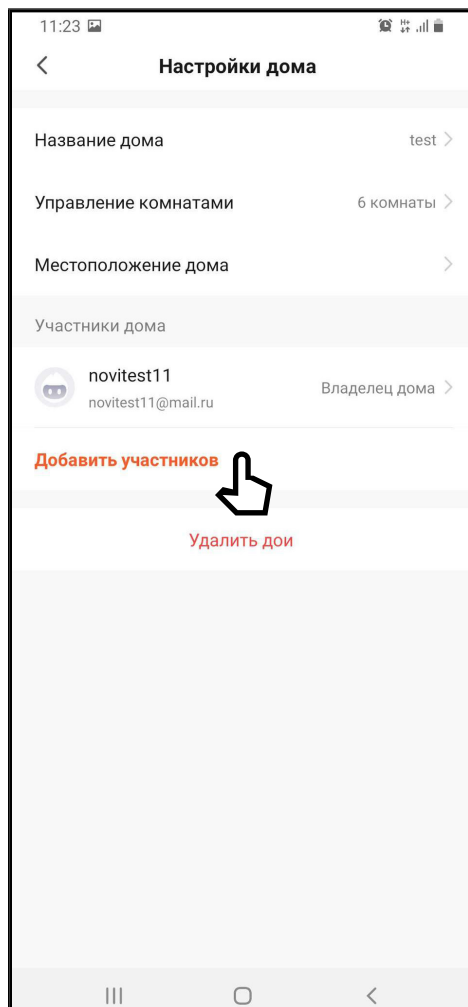 11:23
Настройки дома
Название дома test
Управление комнатами 6 комнаты
Местоположение дома
Участники дома
novitest11
novitest11@mail.ru
Владелец дома
Добавить участников
Удалить дои